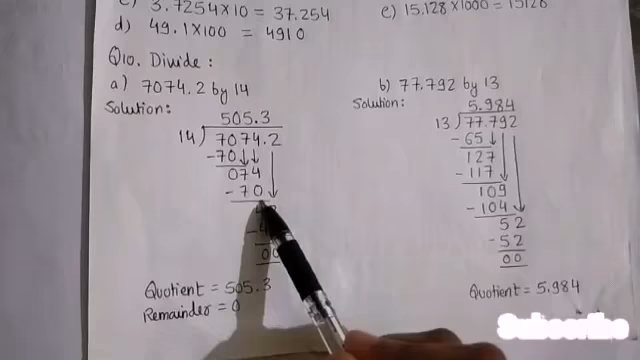 c) 3.7254×10 = 37.254
e) 15.128×1000 = 15128
d) 49.1×100 = 4910
Q10. Divide:
a) 7074.2 by 14
Solution:
505.3
14) 7074.2
-70
074
-70
4
-4
00
Quotient = 505.3
Remainder = 0
b) 77.792 by 13
Solution:
5.984
13) 77.792
-65
127
-117
109
-104
52
-52
00
Quotient = 5.984
Subscribe